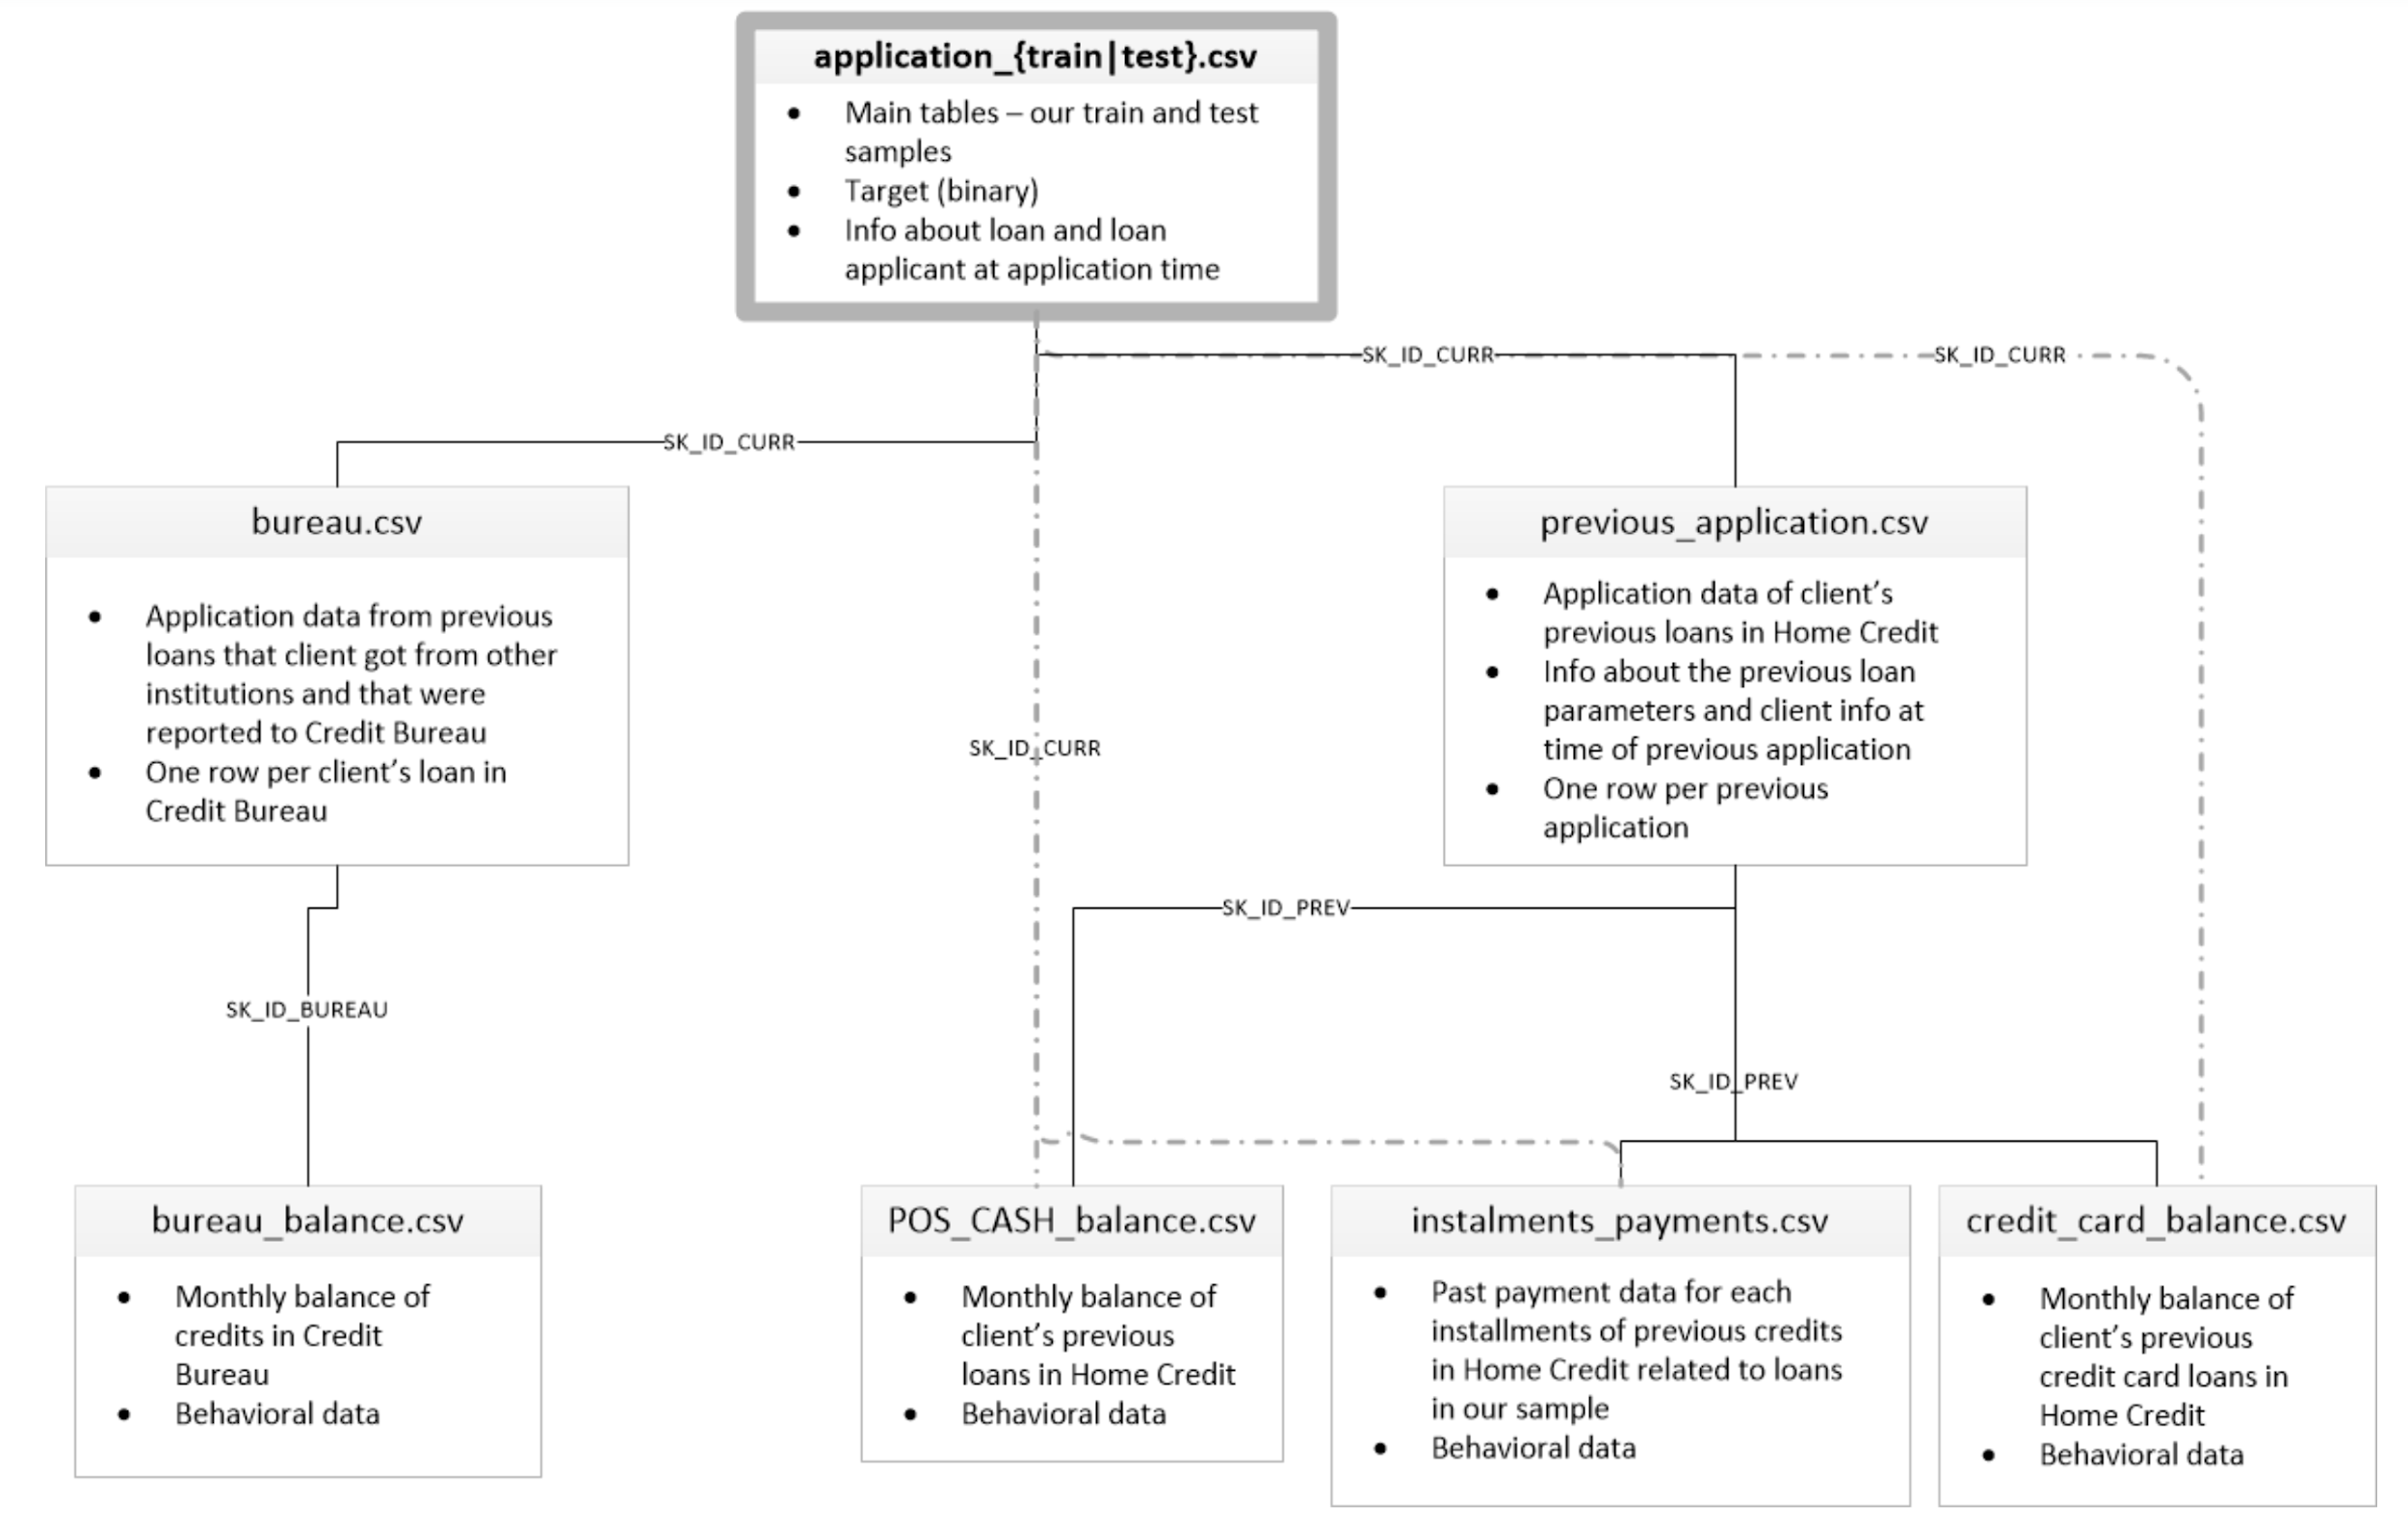 application_{train|test}.csv
• Main tables – our train and test
samples
• Target (binary)
• Info about loan and loan
applicant at application time
SK_ID_CURR
SK_ID_CURR
SK_ID_CURR
bureau.csv
• Application data from previous
loans that client got from other
institutions and that were
reported to Credit Bureau
• One row per client’s loan in
Credit Bureau
SK_ID_CURR
previous_application.csv
• Application data of client’s
previous loans in Home Credit
• Info about the previous loan
parameters and client info at
time of previous application
• One row per previous
application
SK_ID_PREV
SK_ID_BUREAU
SK_ID_PREV
bureau_balance.csv
• Monthly balance of
credits in Credit
Bureau
• Behavioral data
POS_CASH_balance.csv
• Monthly balance of
client’s previous
loans in Home Credit
• Behavioral data
instalments_payments.csv
• Past payment data for each
installments of previous credits
in Home Credit related to loans
in our sample
• Behavioral data
credit_card_balance.csv
• Monthly balance of
client’s previous
credit card loans in
Home Credit
• Behavioral data